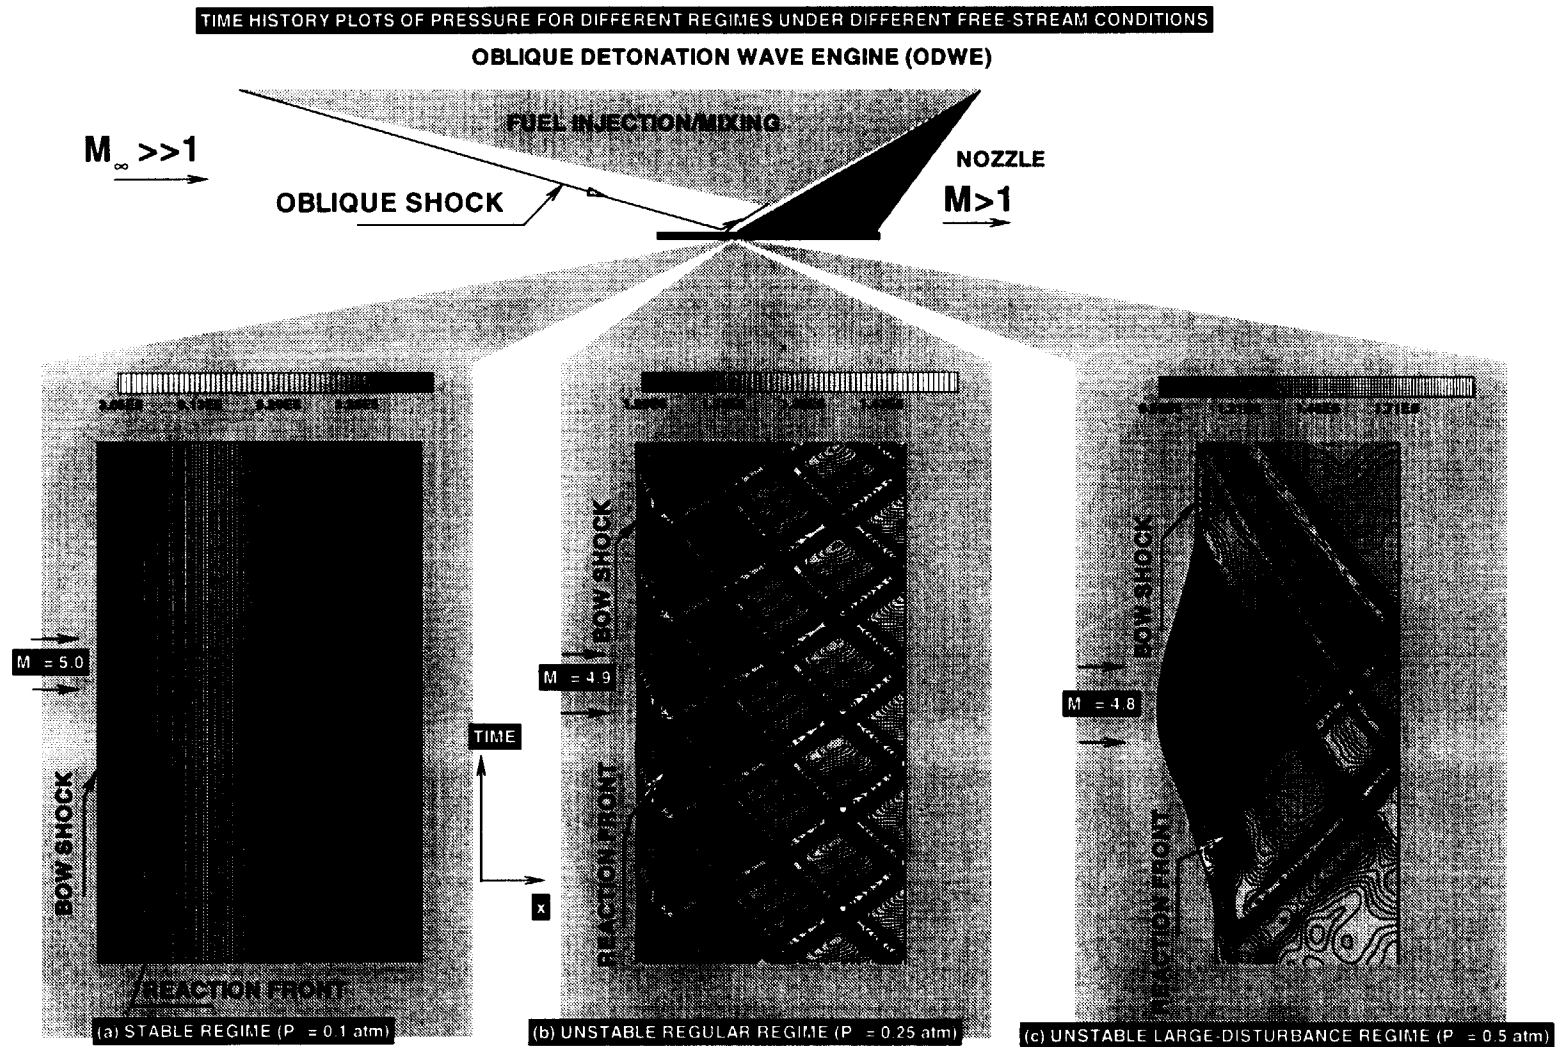 TIME HISTORY PLOTS OF PRESSURE FOR DIFFERENT REGIMES UNDER DIFFERENT FREE-STREAM CONDITIONS
OBLIQUE DETONATION WAVE ENGINE (ODWE)
FUEL INJECTION/MIXING
M∞ >>1
NOZZLE
M>1
OBLIQUE SHOCK
BOW SHOCK
BOW SHOCK
M = 5.0
M = 4.9
M = 4.8
TIME
x
BOW SHOCK
REACTION FRONT
REACTION FRONT
REACTION FRONT
(a) STABLE REGIME (P = 0.1 atm)
(b) UNSTABLE REGULAR REGIME (P = 0.25 atm)
(c) UNSTABLE LARGE-DISTURBANCE REGIME (P = 0.5 atm)